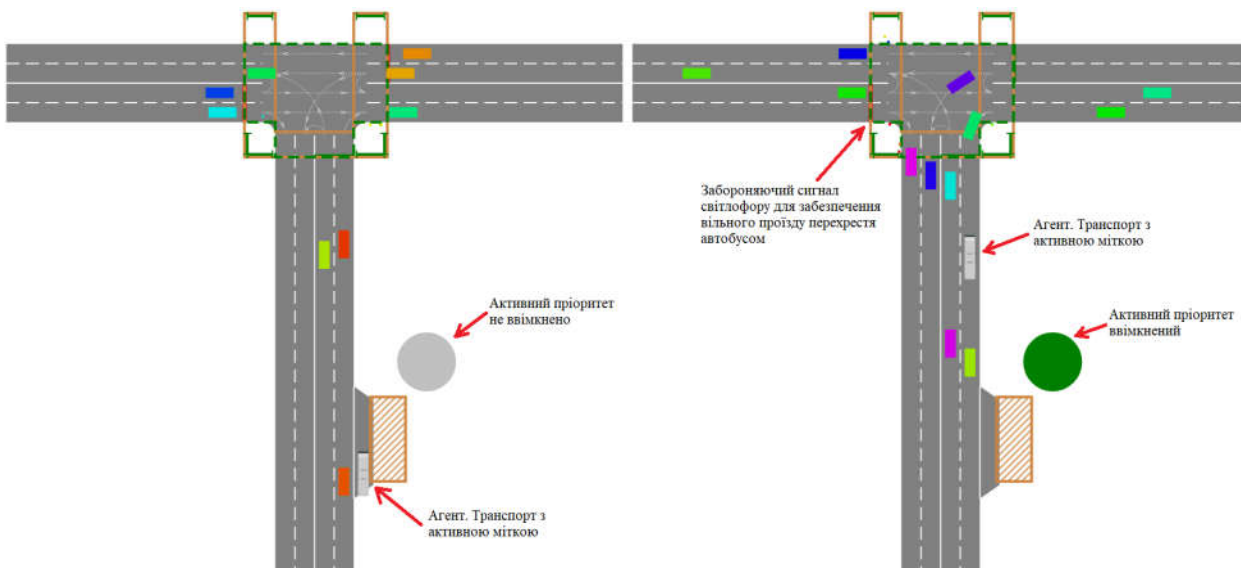 Забороняючий сигнал
світлофору для забезпечення
вільного проїзду перехрестя
автобусом
Агент. Транспорт з
активною міткою
Активний пріоритет
не ввімкнено
Активний пріоритет
ввімкнений
Агент. Транспорт з
активною міткою